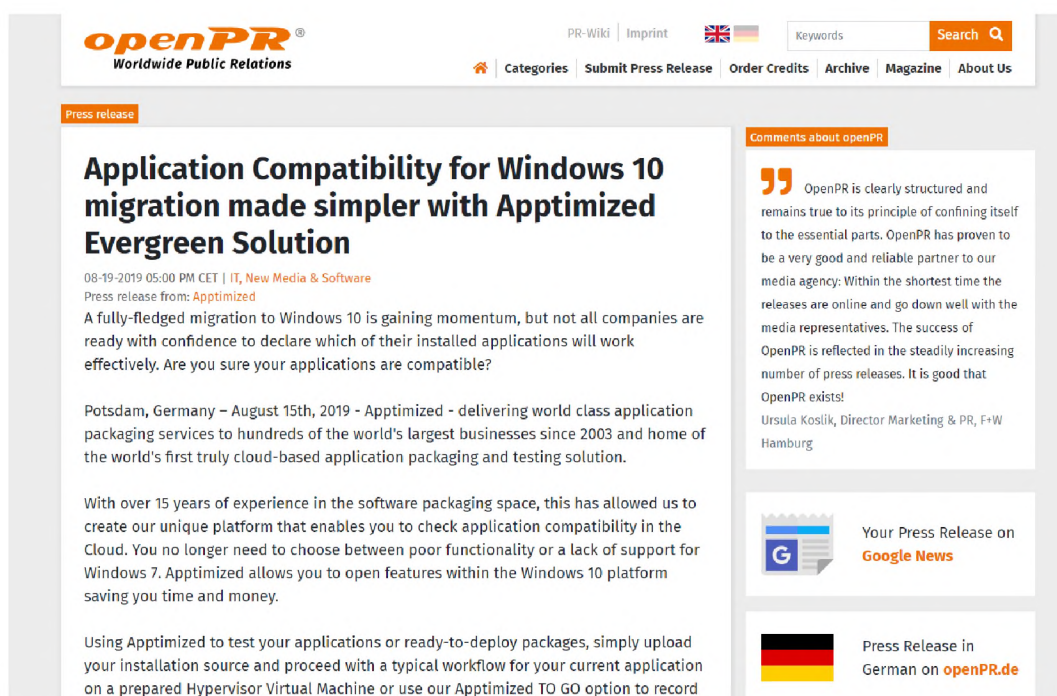 openPR®
Worldwide Public Relations
PR-Wiki
Imprint
Keywords
Search
Categories
Submit Press Release
Order Credits
Archive
Magazine
About Us
Press release
Application Compatibility for Windows 10
migration made simpler with Apptimized
Evergreen Solution
08-19-2019 05:00 PM CET | IT, New Media & Software
Press release from: Apptimized
A fully-fledged migration to Windows 10 is gaining momentum, but not all companies are
ready with confidence to declare which of their installed applications will work
effectively. Are you sure your applications are compatible?
Potsdam, Germany – August 15th, 2019 - Apptimized - delivering world class application
packaging services to hundreds of the world's largest businesses since 2003 and home of
the world's first truly cloud-based application packaging and testing solution.
With over 15 years of experience in the software packaging space, this has allowed us to
create our unique platform that enables you to check application compatibility in the
Cloud. You no longer need to choose between poor functionality or a lack of support for
Windows 7. Apptimized allows you to open features within the Windows 10 platform
saving you time and money.
Using Apptimized to test your applications or ready-to-deploy packages, simply upload
your installation source and proceed with a typical workflow for your current application
on a prepared Hypervisor Virtual Machine or use our Apptimized TO GO option to record
Comments about openPR
OpenPR is clearly structured and
remains true to its principle of confining itself
to the essential parts. OpenPR has proven to
be a very good and reliable partner to our
media agency: Within the shortest time the
releases are online and go down well with the
media representatives. The success of
OpenPR is reflected in the steadily increasing
number of press releases. It is good that
OpenPR exists!
Ursula Koslik, Director Marketing & PR, F+W
Hamburg
G
Your Press Release on
Google News
Press Release in
German on openPR.de